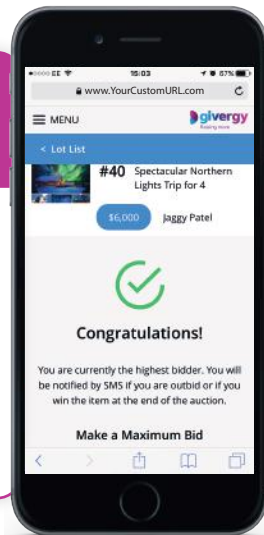 EE 15:03 67%
www.YourCustomURL.com
MENU givergy
Raising more
< Lot List
#40 Spectacular Northern
Lights Trip for 4
$6,000 Jaggy Patel
Congratulations!
You are currently the highest bidder. You will
be notified by SMS if you are outbid or if you
win the item at the end of the auction.
Make a Maximum Bid